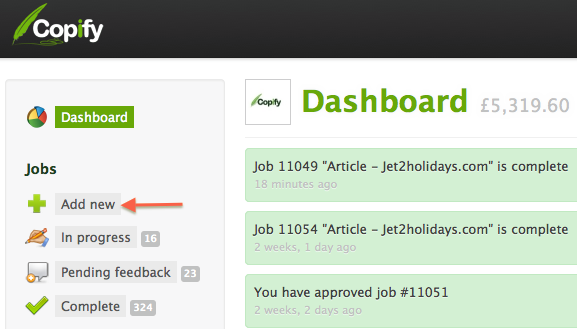 Copify
Dashboard
Jobs
Add new
In progress 16
Pending feedback 23
Complete 324
Copify
Dashboard £5,319.60
Job 11049 "Article - Jet2holidays.com" is complete
18 minutes ago
Job 11054 "Article - Jet2holidays.com" is complete
2 weeks, 1 day ago
You have approved job #11051
2 weeks, 2 days ago